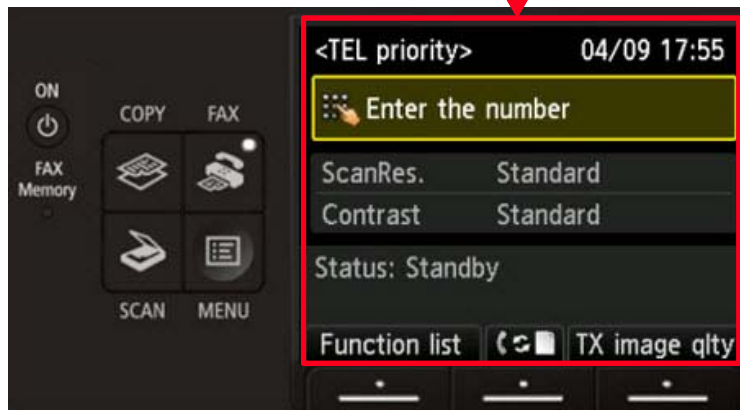 ON
FAX
Memory
COPY FAX
SCAN MENU
<TEL priority> 04/09 17:55
Enter the number
ScanRes. Standard
Contrast Standard
Status: Standby
Function list TX image qlty